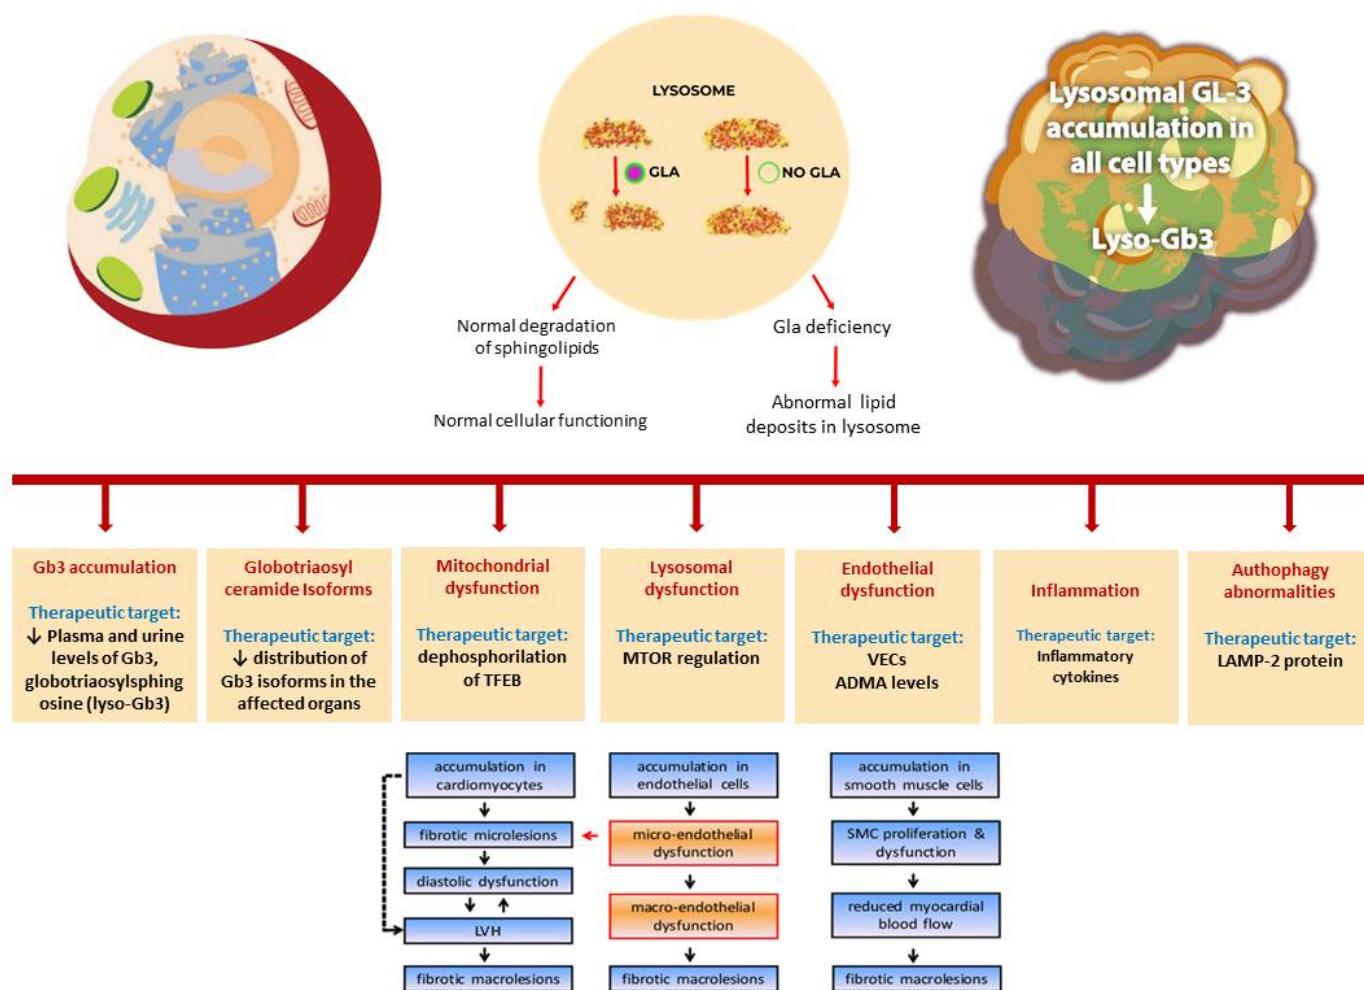 LYSOSOME
GLA
NO GLA
Normal degradation
of sphingolipids
Normal cellular functioning
Gla deficiency
Abnormal lipid
deposits in lysosome
Lysosomal GL-3
accumulation in
all cell types
Lyso-Gb3
Gb3 accumulation
Therapeutic target:
↓ Plasma and urine
levels of Gb3,
globotriaosylsphing
osine (lyso-Gb3)
Globotriaosyl
ceramide Isoforms
Therapeutic target:
↓ distribution of
Gb3 isoforms in the
affected organs
Mitochondrial
dysfunction
Therapeutic target:
dephosphorilation
of TFEB
Lysosomal
dysfunction
Therapeutic target:
MTOR regulation
Endothelial
dysfunction
Therapeutic target:
VECs
ADMA levels
Inflammation
Therapeutic target:
Inflammatory
cytokines
Authophagy
abnormalities
Therapeutic target:
LAMP-2 protein
accumulation in
cardiomyocytes
fibrotic microlesions
diastolic dysfunction
LVH
fibrotic macrolesions
accumulation in
endothelial cells
micro-endothelial
dysfunction
macro-endothelial
dysfunction
fibrotic macrolesions
accumulation in
smooth muscle cells
SMC proliferation &
dysfunction
reduced myocardial
blood flow
fibrotic macrolesions